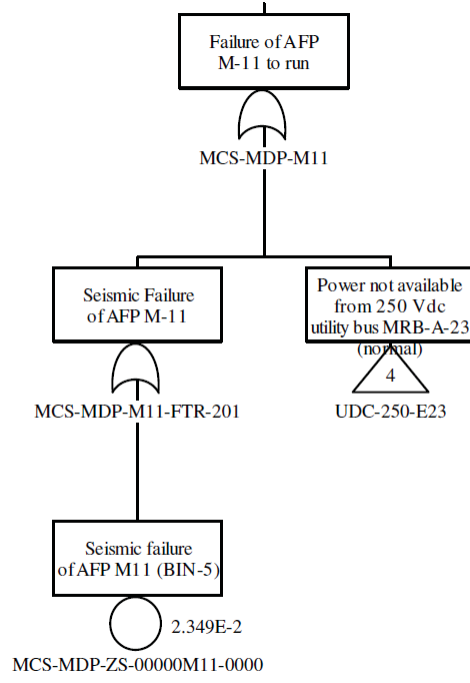 Failure of AFP
M-11 to run
MCS-MDP-M11
Seismic Failure
of AFP M-11
MCS-MDP-M11-FTR-201
Power not available
from 250 Vdc
utility bus MRB-A-23
(normal)
4
UDC-250-E23
Seismic failure
of AFP M11 (BIN-5)
2.349E-2
MCS-MDP-ZS-00000M11-0000